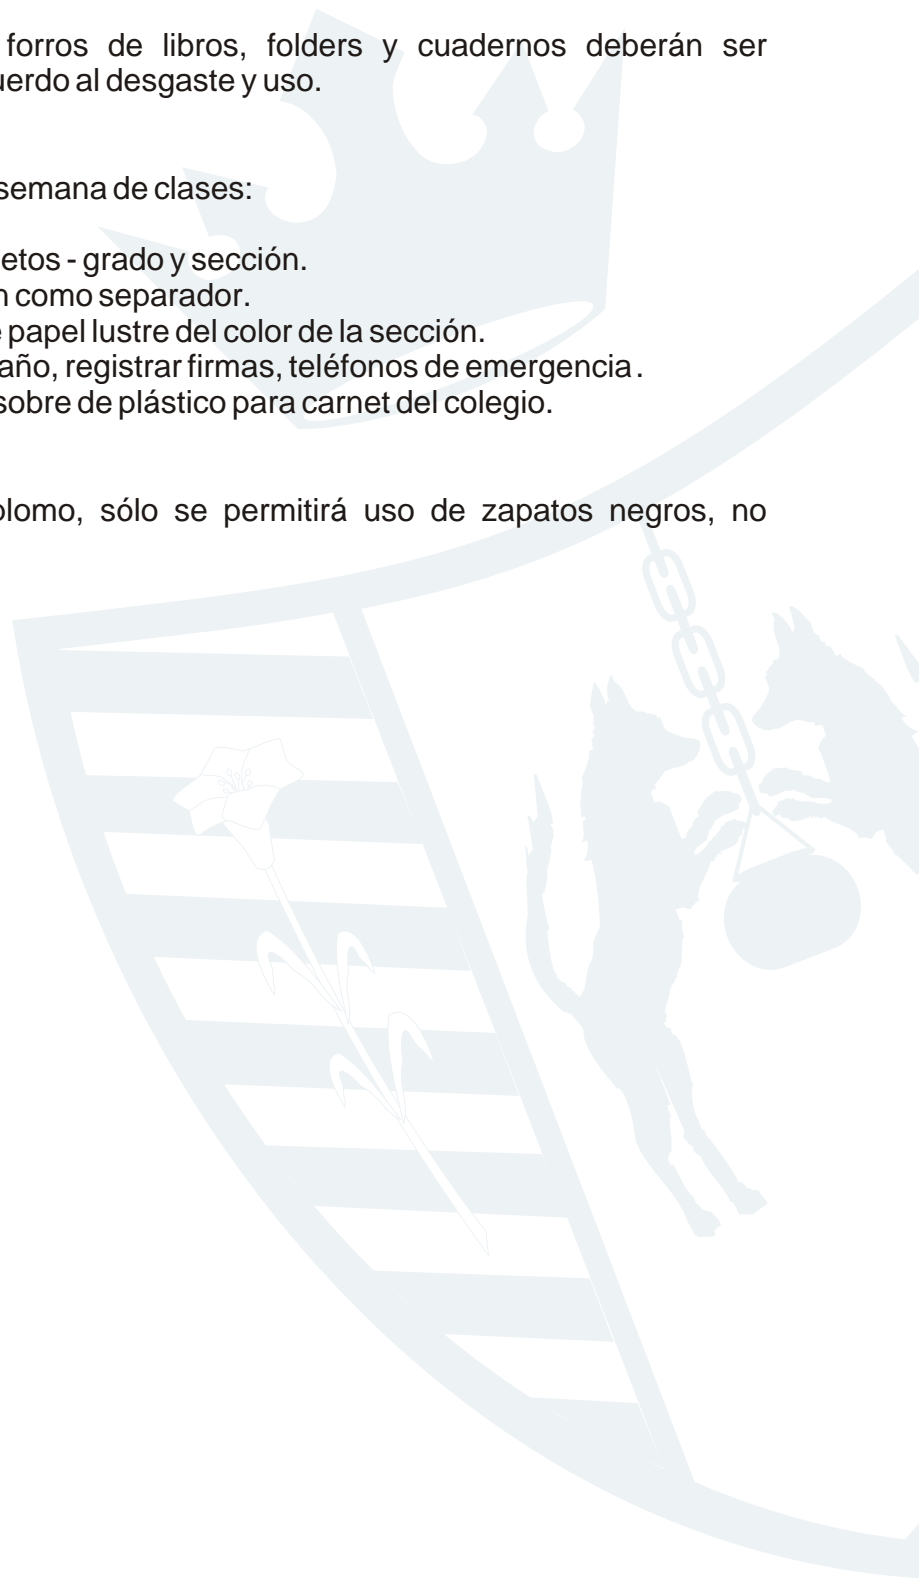 forros de libros, folders y cuadernos deberán ser
uerdo al desgaste y uso.
semana de clases:
etos - grado y sección.
como separador.
papel lustre del color de la sección.
año, registrar firmas, teléfonos de emergencia.
sobre de plástico para carnet del colegio.
olomo, sólo se permitirá uso de zapatos negros, no